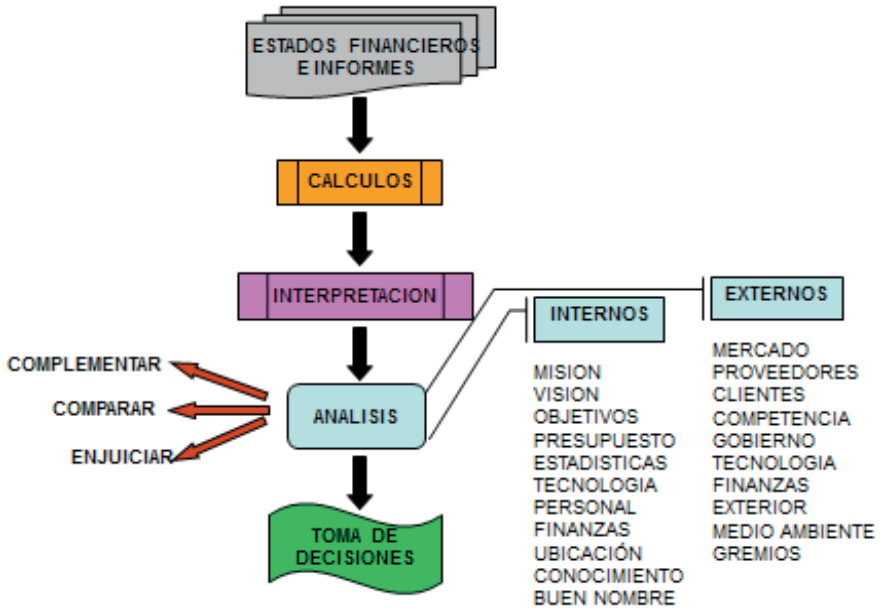 ESTADOS FINANCIEROS
E INFORMES
CALCULOS
INTERPRETACION
ANALISIS
TOMA DE
DECISIONES
COMPLEMENTAR
COMPARAR
ENJUICIAR
INTERNOS
MISION
VISION
OBJETIVOS
PRESUPUESTO
ESTADISTICAS
TECNOLOGIA
PERSONAL
FINANZAS
UBICACIÓN
CONOCIMIENTO
BUEN NOMBRE
EXTERNOS
MERCADO
PROVEEDORES
CLIENTES
COMPETENCIA
GOBIERNO
TECNOLOGIA
FINANZAS
EXTERIOR
MEDIO AMBIENTE
GREMIOS